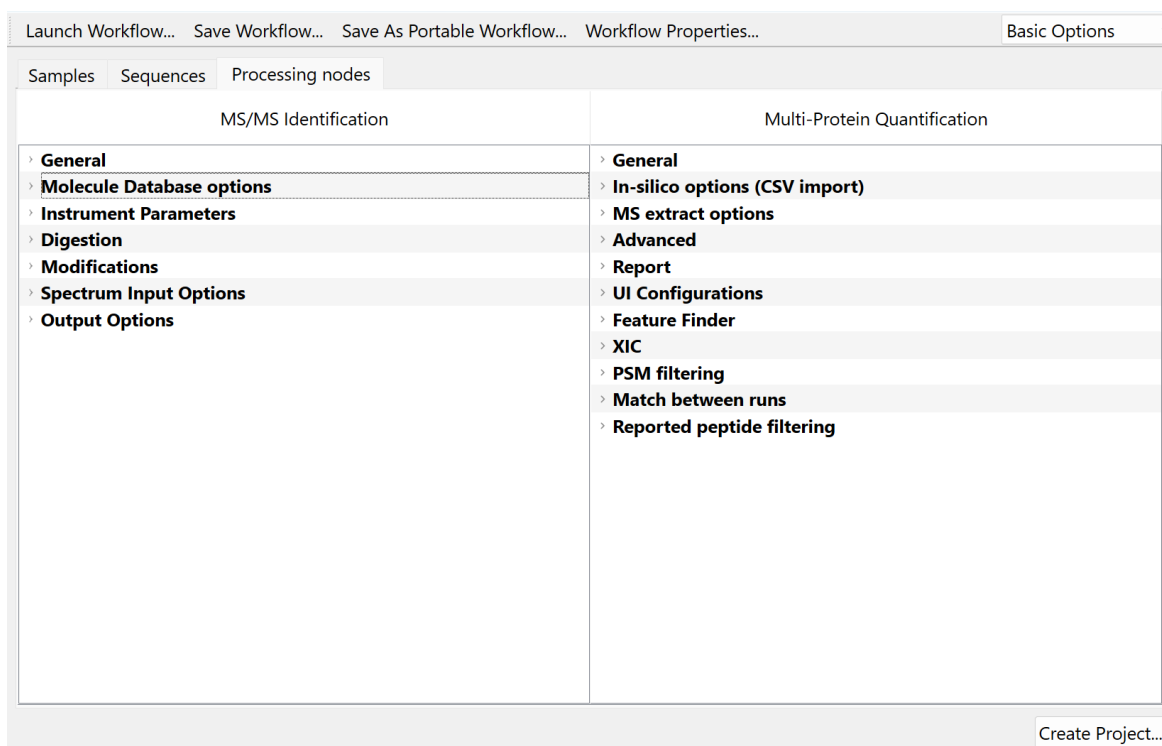 Launch Workflow... Save Workflow... Save As Portable Workflow... Workflow Properties... Basic Options
Samples Sequences Processing nodes
MS/MS Identification
General
Molecule Database options
Instrument Parameters
Digestion
Modifications
Spectrum Input Options
Output Options
Multi-Protein Quantification
General
In-silico options (CSV import)
MS extract options
Advanced
Report
UI Configurations
Feature Finder
XIC
PSM filtering
Match between runs
Reported peptide filtering
Create Project...